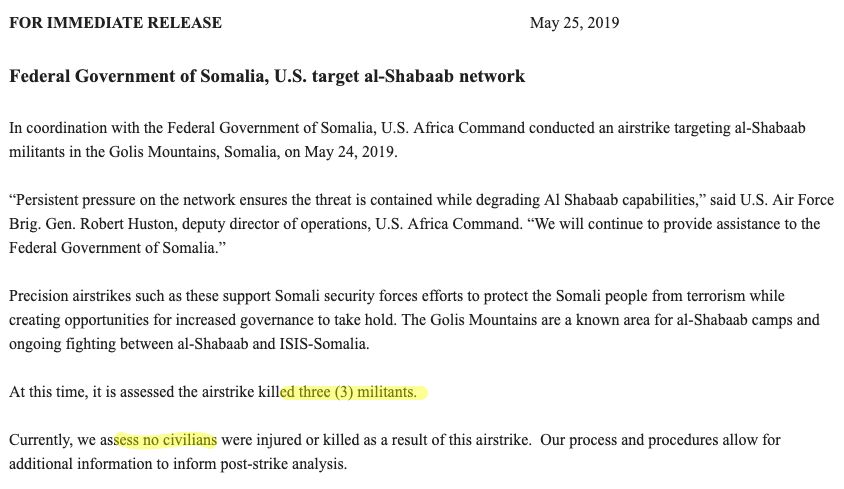 FOR IMMEDIATE RELEASE May 25, 2019
Federal Government of Somalia, U.S. target al-Shabaab network
In coordination with the Federal Government of Somalia, U.S. Africa Command conducted an airstrike targeting al-Shabaab
militants in the Golis Mountains, Somalia, on May 24, 2019.
“Persistent pressure on the network ensures the threat is contained while degrading Al Shabaab capabilities,” said U.S. Air Force
Brig. Gen. Robert Huston, deputy director of operations, U.S. Africa Command. “We will continue to provide assistance to the
Federal Government of Somalia.”
Precision airstrikes such as these support Somali security forces efforts to protect the Somali people from terrorism while
creating opportunities for increased governance to take hold. The Golis Mountains are a known area for al-Shabaab camps and
ongoing fighting between al-Shabaab and ISIS-Somalia.
At this time, it is assessed the airstrike killed three (3) militants.
Currently, we assess no civilians were injured or killed as a result of this airstrike.  Our process and procedures allow for
additional information to inform post-strike analysis.